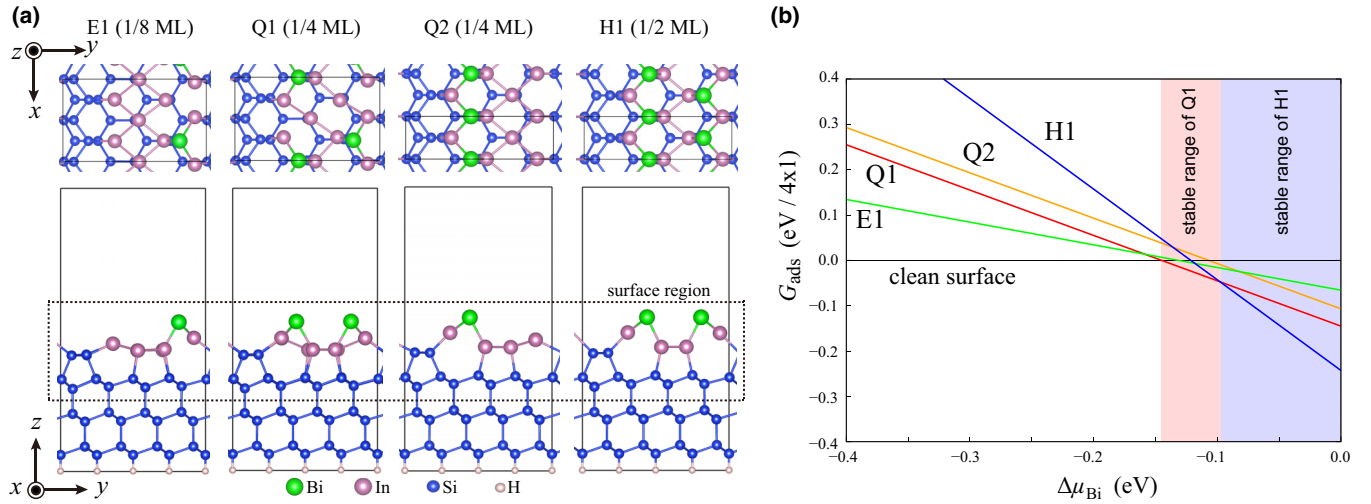 (a)
E1 (1/8 ML)
Q1 (1/4 ML)
Q2 (1/4 ML)
H1 (1/2 ML)
z
y
x
surface region
z
x
y
Bi
In
Si
H
(b)
0.4
0.3
0.2
0.1
0.0
−0.1
−0.2
−0.3
−0.4
G_ads (eV / 4x1)
H1
Q2
Q1
E1
clean surface
stable range of Q1
stable range of H1
−0.4
−0.3
−0.2
−0.1
0.0
Δμ_Bi (eV)